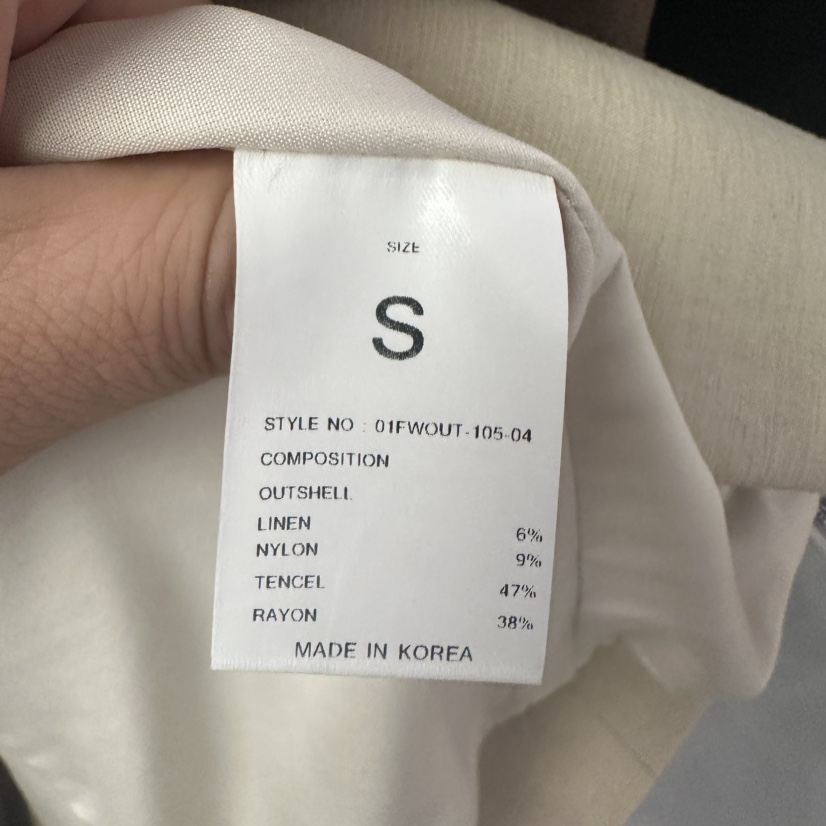 SIZE
S
STYLE NO : 01FWOUT-105-04
COMPOSITION
OUTSHELL
LINEN 6%
NYLON 9%
TENCEL 47%
RAYON 38%
MADE IN KOREA